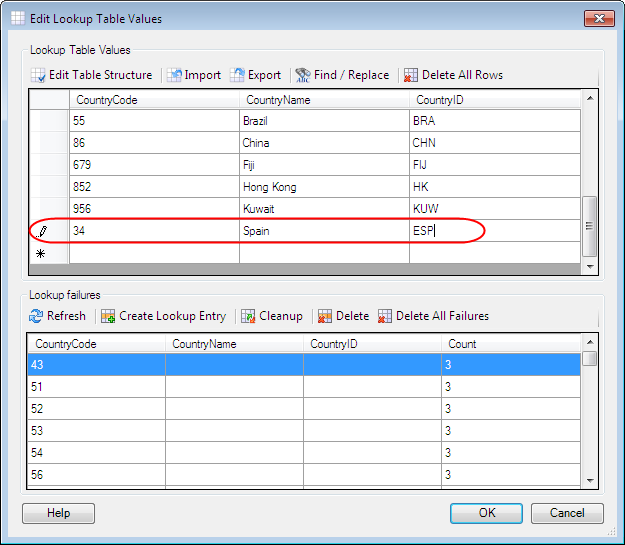 Edit Lookup Table Values
Lookup Table Values
Edit Table Structure Import Export Find / Replace Delete All Rows
CountryCode CountryName CountryID
55 Brazil BRA
86 China CHN
679 Fiji FIJ
852 Hong Kong HK
956 Kuwait KUW
34 Spain ESP
Lookup failures
Refresh Create Lookup Entry Cleanup Delete Delete All Failures
CountryCode CountryName CountryID Count
43 3
51 3
52 3
53 3
54 3
56 3
Help OK Cancel